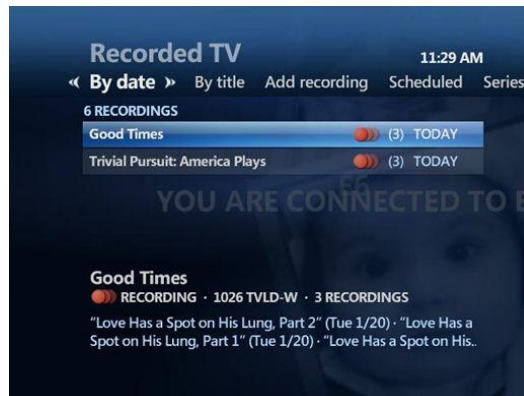 Recorded TV
11:29 AM
« By date » By title Add recording Scheduled Series
6 RECORDINGS
Good Times (3) TODAY
Trivial Pursuit: America Plays (3) TODAY
YOU ARE CONNECTED TO
Good Times
RECORDING · 1026 TVLD-W · 3 RECORDINGS
"Love Has a Spot on His Lung, Part 2" (Tue 1/20) · "Love Has a
Spot on His Lung, Part 1" (Tue 1/20) · "Love Has a Spot on His..